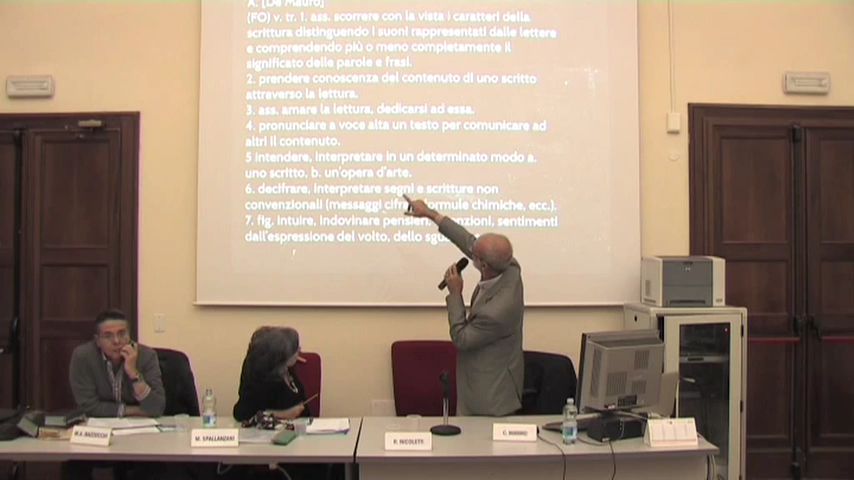 A. [De Mauro]
(FO) v. tr. 1. ass. scorrere con la vista i caratteri della
scrittura distinguendo i suoni rappresentati dalle lettere
e comprendendo più o meno completamente il
significato delle parole e frasi.
2. prendere conoscenza del contenuto di uno scritto
attraverso la lettura.
3. ass. amare la lettura, dedicarsi ad essa.
4. pronunciare a voce alta un testo per comunicare ad
altri il contenuto.
5 intendere, interpretare in un determinato modo a.
uno scritto, b. un'opera d'arte.
6. decifrare, interpretare segni e scritture non
convenzionali (messaggi cifra formule chimiche, ecc.).
7. fig. intuire, indovinare pensieri, sentimenti
dall'espressione del volto, dello
M. SPALLANZANI
R. NICOLETTI